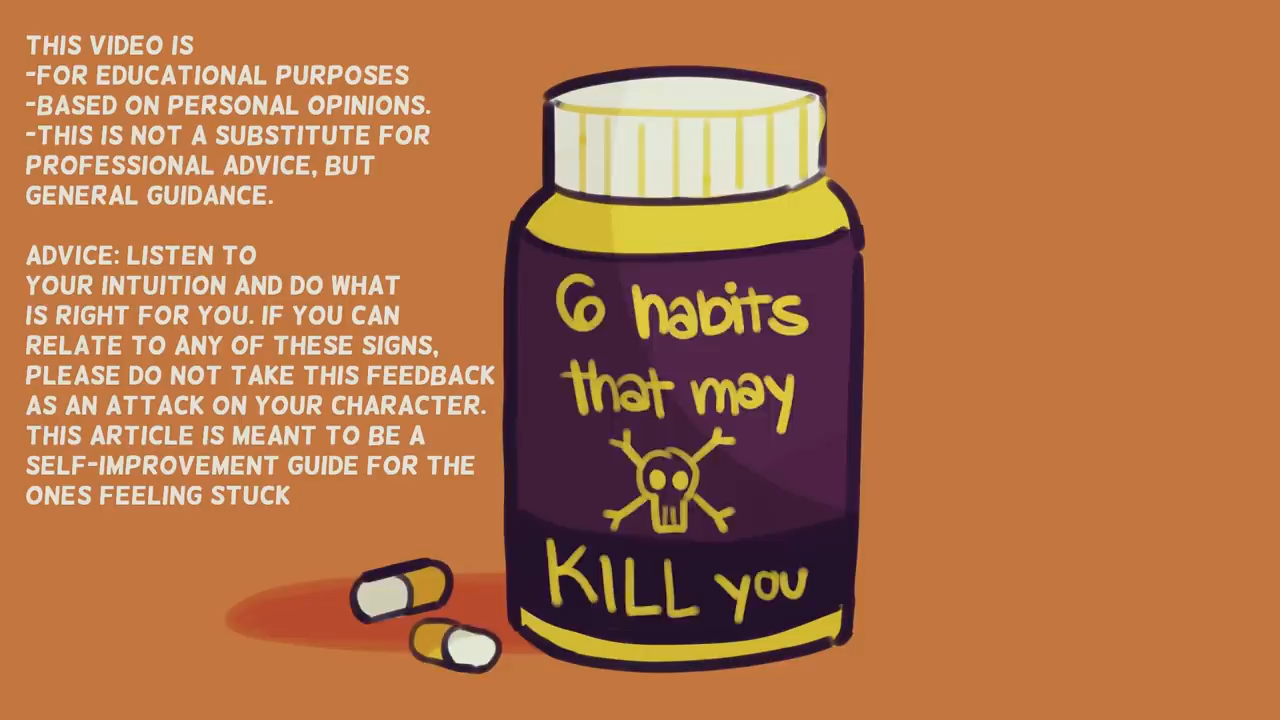 THIS VIDEO IS
-FOR EDUCATIONAL PURPOSES
-BASED ON PERSONAL OPINIONS.
-THIS IS NOT A SUBSTITUTE FOR
PROFESSIONAL ADVICE, BUT
GENERAL GUIDANCE.
ADVICE: LISTEN TO
YOUR INTUITION AND DO WHAT
IS RIGHT FOR YOU. IF YOU CAN
RELATE TO ANY OF THESE SIGNS,
PLEASE DO NOT TAKE THIS FEEDBACK
AS AN ATTACK ON YOUR CHARACTER.
THIS ARTICLE IS MEANT TO BE A
SELF-IMPROVEMENT GUIDE FOR THE
ONES FEELING STUCK
6 habits
that may
KILL you